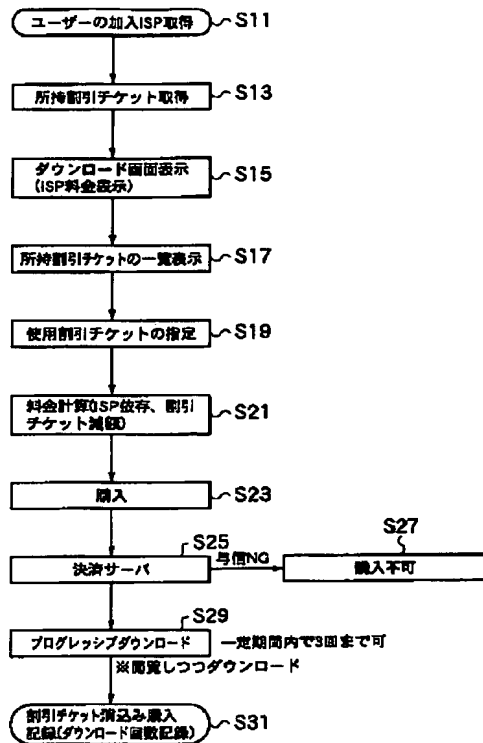 ユーザーの加入ISP取得 S11
所持割引チケット取得 S13
ダウンロード画面表示 S15
(ISP料金表示)
所持割引チケットの一覧表示 S17
使用割引チケットの指定 S19
料金計算(ISP依存、割引 S21
チケット減額)
購入 S23
S25
決済サーバ
与信NG
S27
購入不可
S29
プログレッシブダウンロード
一定期間内で3回まで可
※閲覧しつつダウンロード
割引チケット消込み購入 S31
記録(ダウンロード回数記録)